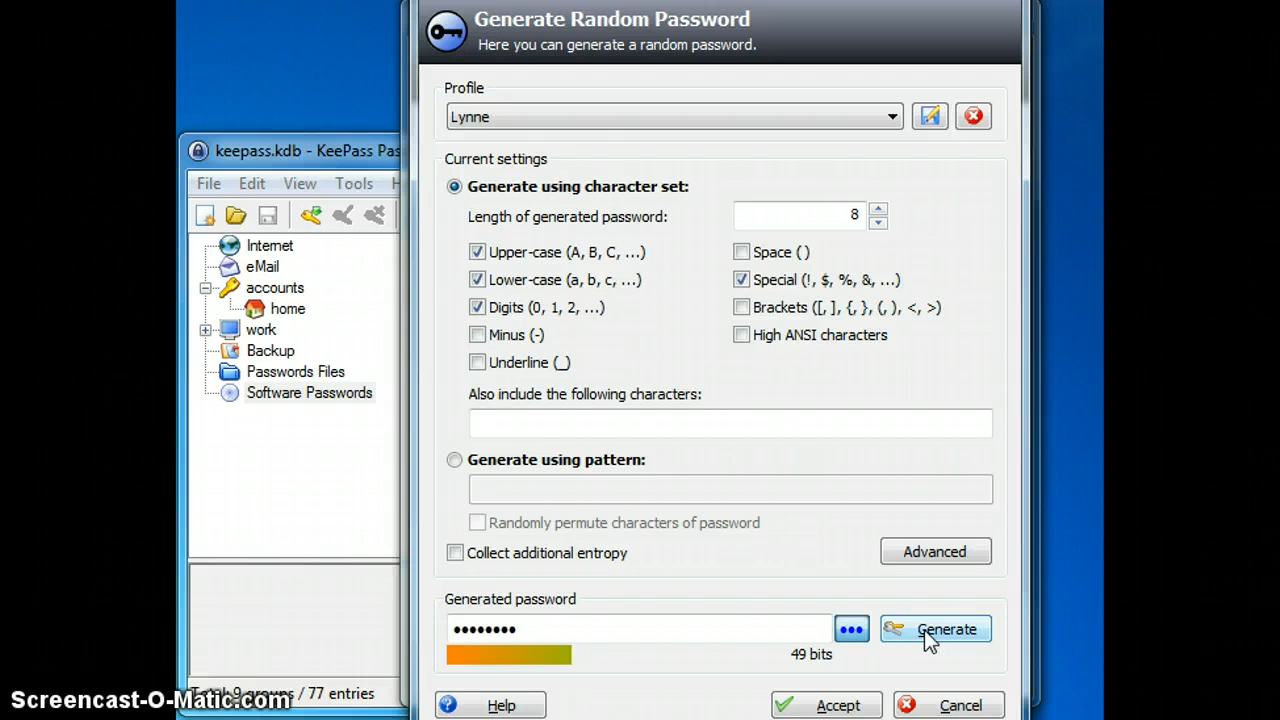 Generate Random Password
Here you can generate a random password.
Profile
Lynne
keepass.kdb - KeePass Pas
File Edit View Tools H
Internet
eMail
accounts
home
work
Backup
Passwords Files
Software Passwords
Current settings
Generate using character set:
Length of generated password: 8
Upper-case (A, B, C, ...)
Space ( )
Lower-case (a, b, c, ...)
Special (!, $, %, &, ...)
Digits (0, 1, 2, ...)
Brackets ([, ], {, }, (, ), <, >)
Minus (-)
High ANSI characters
Underline (_)
Also include the following characters:
Generate using pattern:
Randomly permute characters of password
Collect additional entropy
Advanced
Generated password
●●●●●●●● ●●● Generate
49 bits
groups / 77 entries
Help Accept Cancel
Screencast-O-Matic.com